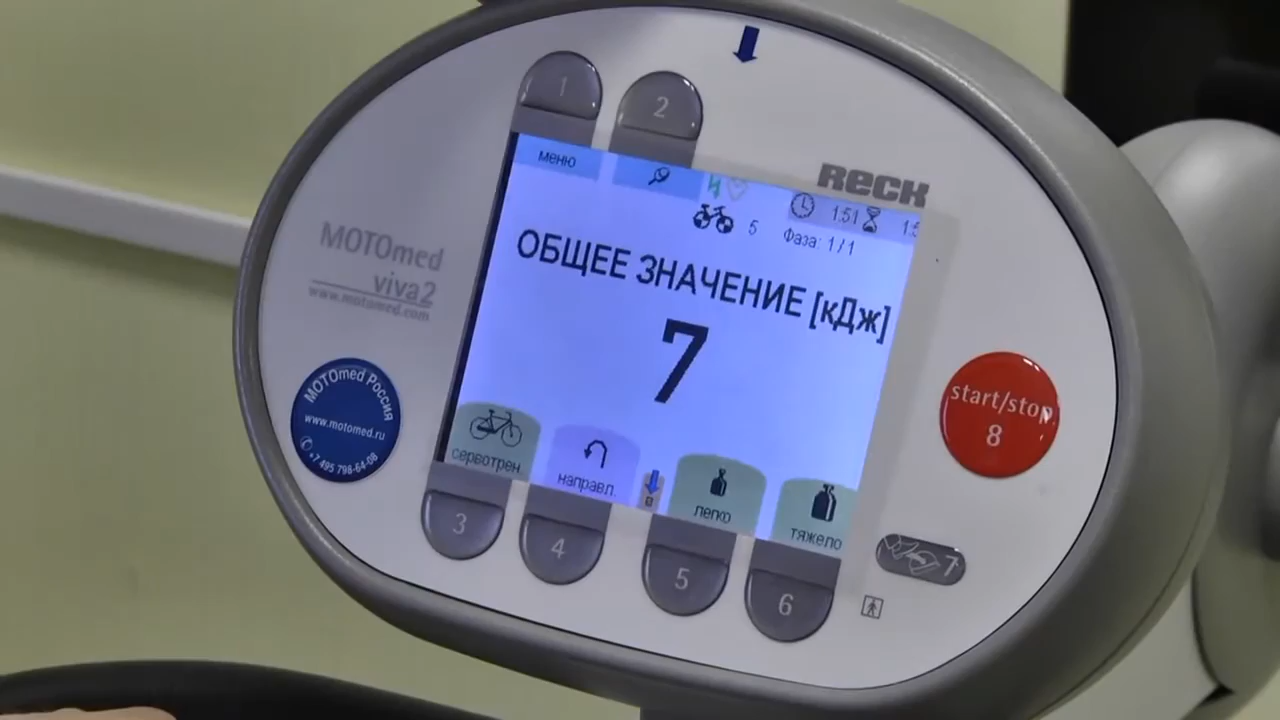 1
2
RECK
меню
5
1:51
Фаза: 1/1
MOTOmed
viva2
www.motomed.com
ОБЩЕЕ ЗНАЧЕНИЕ [кДж]
7
MOTOmed Россия
www.motomed.ru
+7 495 798-64-08
start/stop
8
сервотрен
направл.
легко
тяжело
3
4
5
6
7